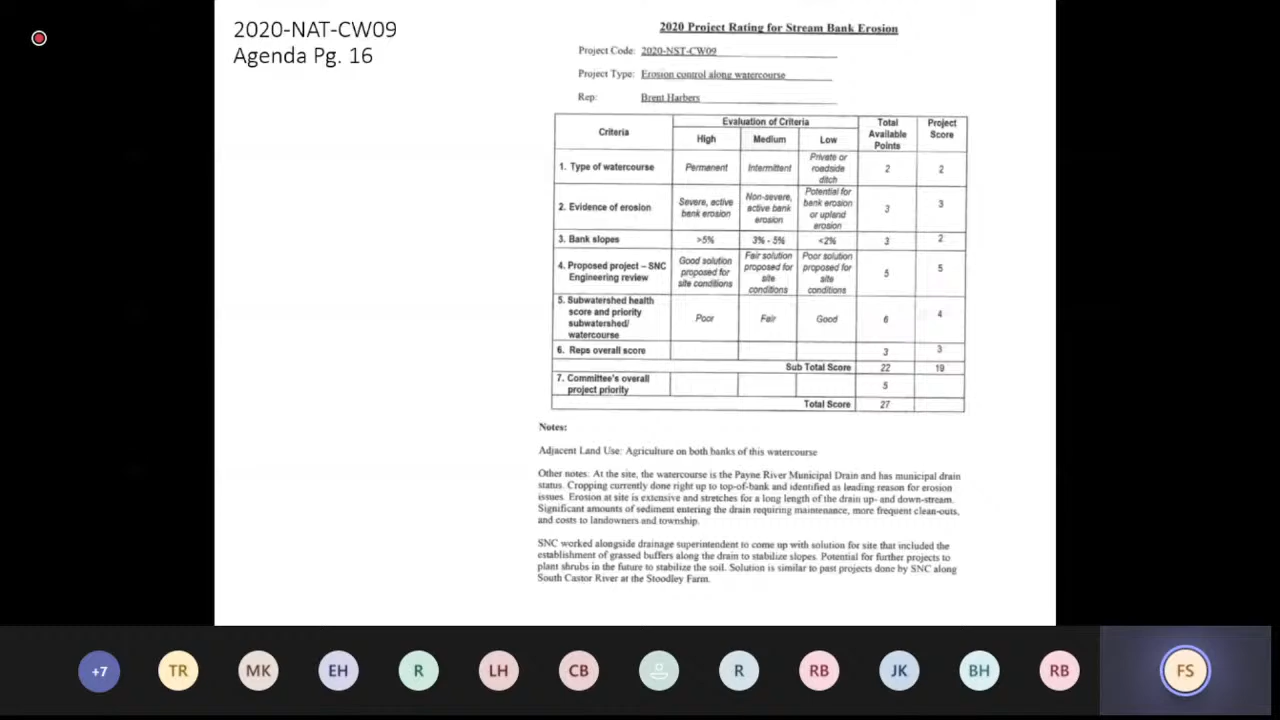 2020-NAT-CW09
Agenda Pg. 16
2020 Project Rating for Stream Bank Erosion
Project Code: 2020-NST-CW09
Project Type: Erosion control along watercourse
Rep: Brent Harbers
Criteria
Evaluation of Criteria
Total Available Points
Project Score
High Medium Low
1. Type of watercourse Permenent Intermittent Private or roadside ditch 2 2
2. Evidence of erosion Severe, active bank erosion Non-severe, active bank erosion Potential for bank erosion or upland erosion 3 3
3. Bank slopes >5% 3% - 5% <2% 3 2
4. Proposed project – SNC Engineering review Good solution proposed for site conditions Fair solution proposed for site conditions Poor solution proposed for site conditions 5 5
5. Subwatershed health score and priority subwatershed/ watercourse Poor Fair Good 6 4
6. Reps overall score 3 3
Sub Total Score 22 19
7. Committee's overall project priority 5
Total Score 27
Notes:
Adjacent Land Use: Agriculture on both banks of this watercourse
Other notes: At the site, the watercourse is the Payne River Municipal Drain and has municipal drain
status. Cropping currently done right up to top-of-bank and identified as leading reason for erosion
issues. Erosion at site is extensive and stretches for a long length of the drain up- and down-stream.
Significant amounts of sediment entering the drain requiring maintenance, more frequent clean-outs,
and costs to landowners and township.
SNC worked alongside drainage superintendent to come up with solution for site that included the
establishment of grassed buffers along the drain to stabilize slopes. Potential for further projects to
plant shrubs in the future to stabilize the soil. Solution is similar to past projects done by SNC along
South Castor River at the Stoodley Farm.
+7 TR MK EH R LH CB R RB JK BH RB FS